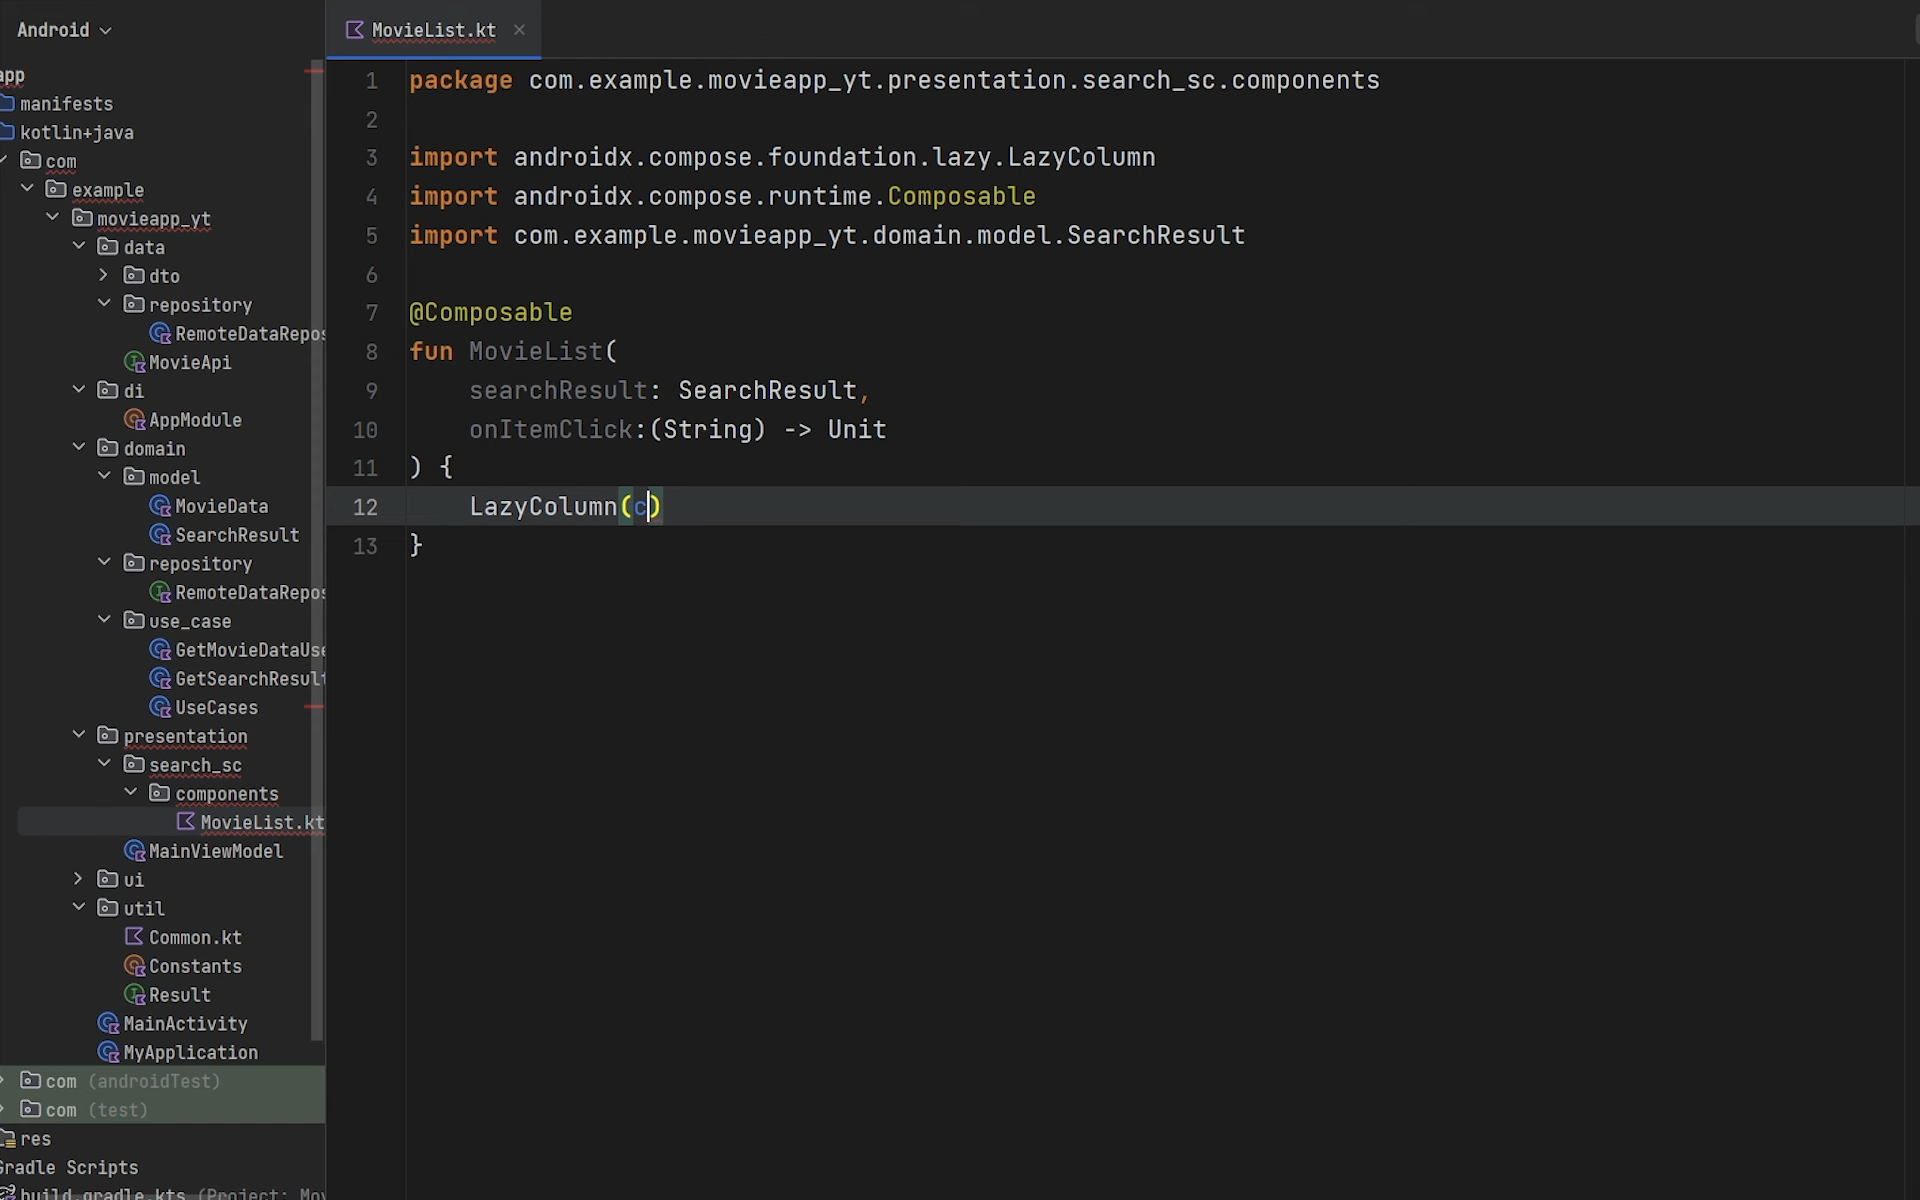 Android
MovieList.kt
app
manifests
kotlin+java
com
example
movieapp_yt
data
dto
repository
RemoteDataRepos
MovieApi
di
AppModule
domain
model
MovieData
SearchResult
repository
RemoteDataRepos
use_case
GetMovieDataUse
GetSearchResult
UseCases
presentation
search_sc
components
MovieList.kt
MainViewModel
ui
util
Common.kt
Constants
Result
MainActivity
MyApplication
com (androidTest)
com (test)
res
Gradle Scripts
build.gradle.kts (Project: Mov
1 package com.example.movieapp_yt.presentation.search_sc.components
2
3 import androidx.compose.foundation.lazy.LazyColumn
4 import androidx.compose.runtime.Composable
5 import com.example.movieapp_yt.domain.model.SearchResult
6
7 @Composable
8 fun MovieList(
9 searchResult: SearchResult,
10 onItemClick:(String) -> Unit
11 ) {
12 LazyColumn(c)
13 }